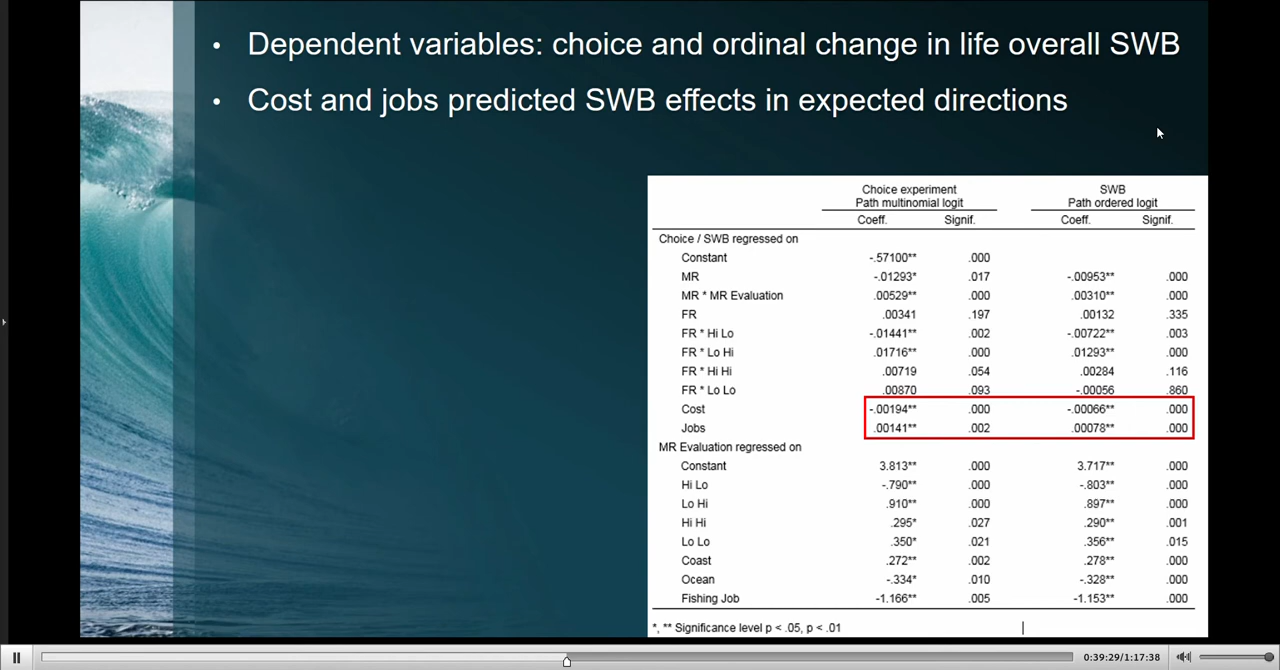 • Dependent variables: choice and ordinal change in life overall SWB
• Cost and jobs predicted SWB effects in expected directions
Choice experiment SWB
Path multinomial logit Path ordered logit
Coeff. Signif. Coeff. Signif.
Choice / SWB regressed on
Constant -.57100** .000
MR -.01293* .017 -.00953** .000
MR * MR Evaluation .00529** .000 .00310** .000
FR .00341 .197 .00132 .335
FR * Hi Lo -.01441** .002 -.00722** .003
FR * Lo Hi .01716** .000 .01293** .000
FR * Hi Hi .00719 .054 .00284 .116
FR * Lo Lo .00870 .093 -.00056 .860
Cost -.00194** .000 -.00066** .000
Jobs .00141** .002 .00078** .000
MR Evaluation regressed on
Constant 3.813** .000 3.717** .000
Hi Lo -.790** .000 -.803** .000
Lo Hi .910** .000 .897** .000
Hi Hi .295* .027 .290** .001
Lo Lo .350* .021 .356** .015
Coast .272** .002 .278** .000
Ocean -.334* .010 -.328** .000
Fishing Job -1.166** .005 -1.153** .000
*, ** Significance level p < .05, p < .01
0:39:29/1:17:38